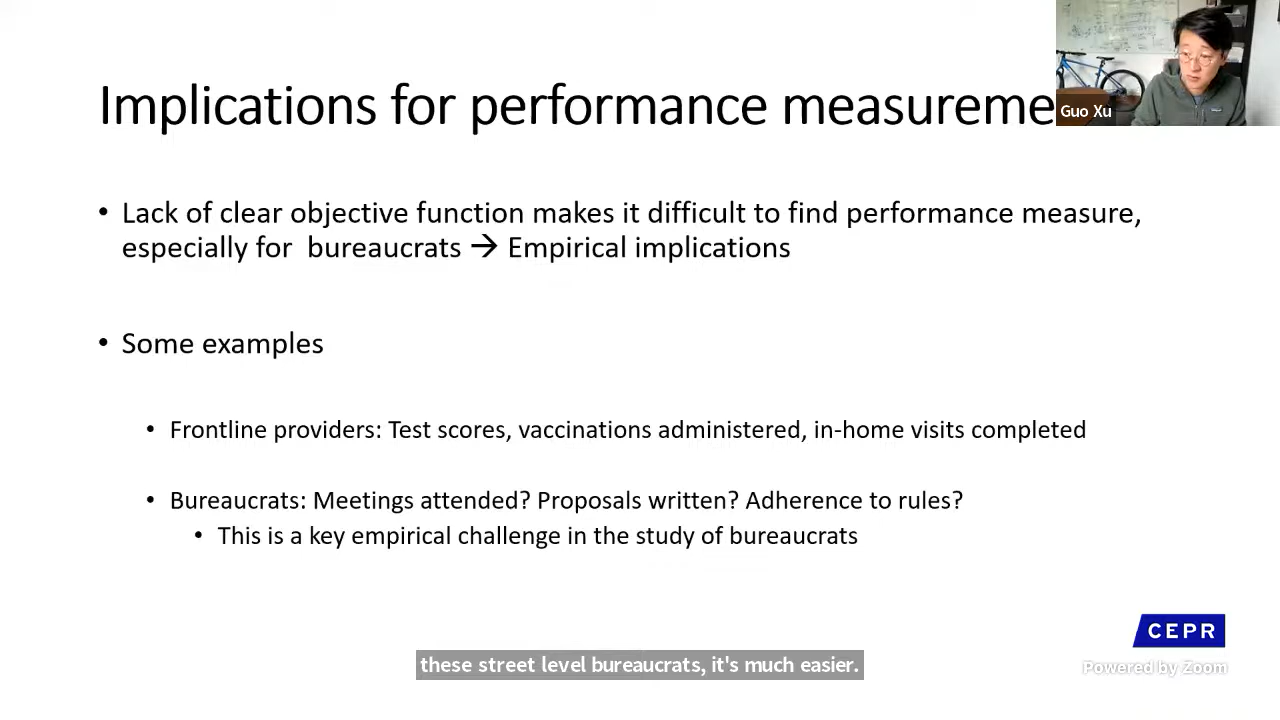 Implications for performance measureme
Guo Xu
• Lack of clear objective function makes it difficult to find performance measure,
especially for  bureaucrats → Empirical implications
• Some examples
• Frontline providers: Test scores, vaccinations administered, in-home visits completed
• Bureaucrats: Meetings attended? Proposals written? Adherence to rules?
• This is a key empirical challenge in the study of bureaucrats
CEPR
these street level bureaucrats, it's much easier.
Powered by Zoom